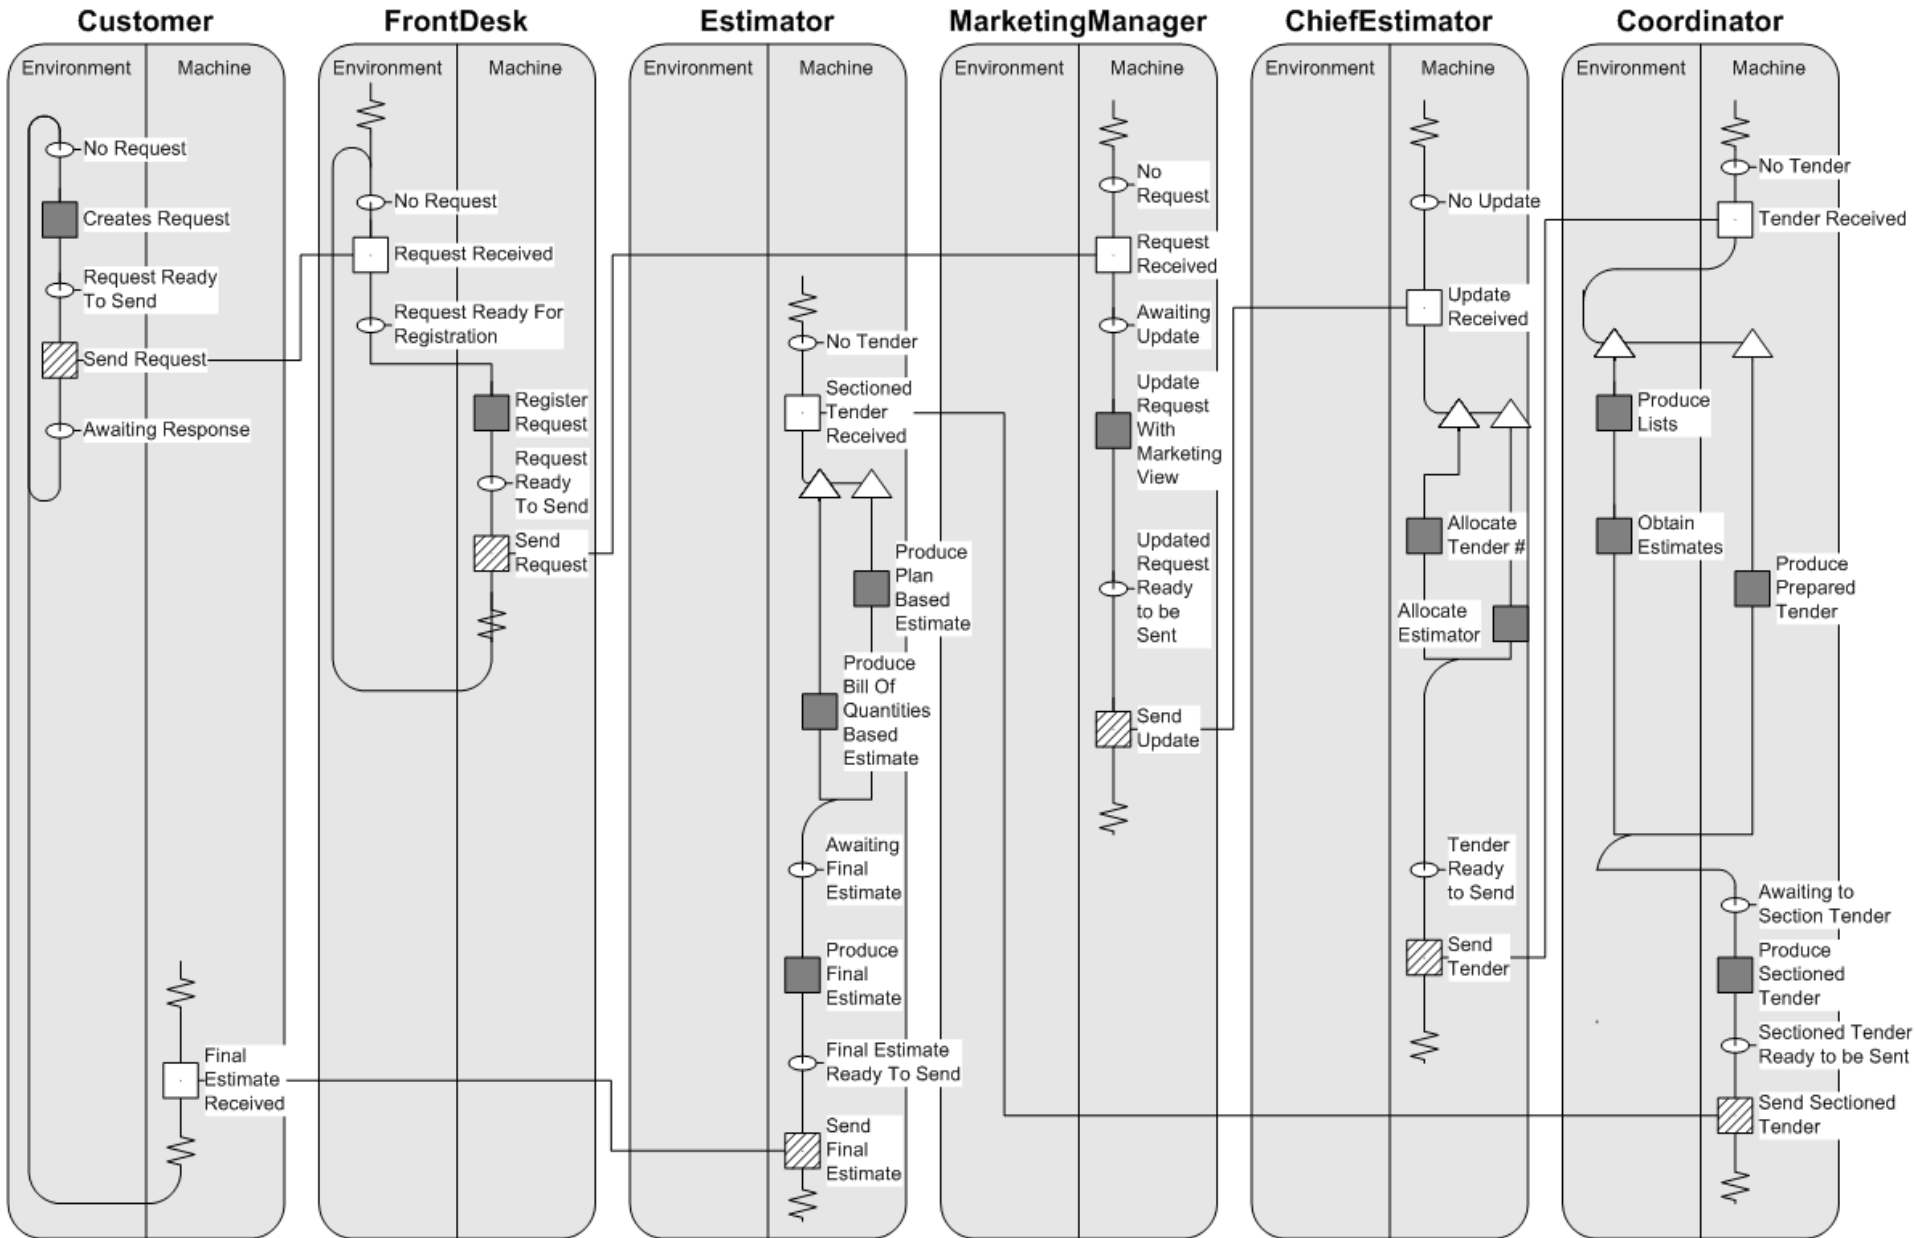 Customer
FrontDesk
Estimator
MarketingManager
ChiefEstimator
Coordinator
Environment
Machine
Environment
Machine
Environment
Machine
Environment
Machine
Environment
Machine
Environment
Machine
No Request
Creates Request
Request Ready
To Send
Send Request
Awaiting Response
Final
Estimate
Received
No Request
Request Received
Request Ready For
Registration
Register
Request
Request
Ready
To Send
Send
Request
No Tender
Sectioned
Tender
Received
Produce
Plan
Based
Estimate
Produce
Bill Of
Quantities
Based
Estimate
Awaiting
Final
Estimate
Produce
Final
Estimate
Final Estimate
Ready To Send
Send
Final
Estimate
No
Request
Request
Received
Awaiting
Update
Update
Request
With
Marketing
View
Updated
Request
Ready
to be
Sent
Send
Update
No Update
Update
Received
Allocate
Tender #
Allocate
Estimator
Tender
Ready
to Send
Send
Tender
No Tender
Tender Received
Produce
Lists
Obtain
Estimates
Produce
Prepared
Tender
Awaiting to
Section Tender
Produce
Sectioned
Tender
Sectioned Tender
Ready to be Sent
Send Sectioned
Tender